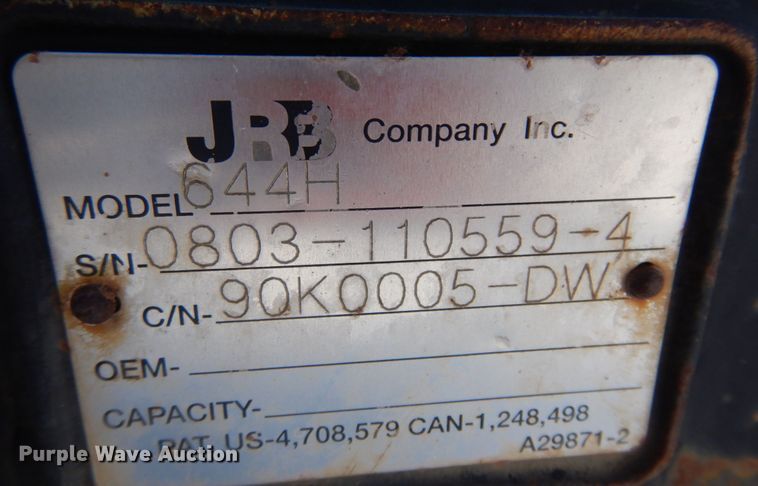 JRB Company Inc.
MODEL 644H
S/N-0803-110559-4
C/N-90K0005-DW
OEM-
CAPACITY-
PAT. US-4,708,579 CAN-1,248,498
A29871-2
Purple Wave Auction